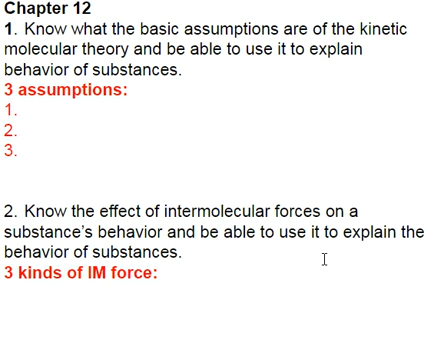 Chapter 12
1. Know what the basic assumptions are of the kinetic
molecular theory and be able to use it to explain
behavior of substances.
3 assumptions:
1.
2.
3.
2. Know the effect of intermolecular forces on a
substance's behavior and be able to use it to explain the
behavior of substances.
3 kinds of IM force: